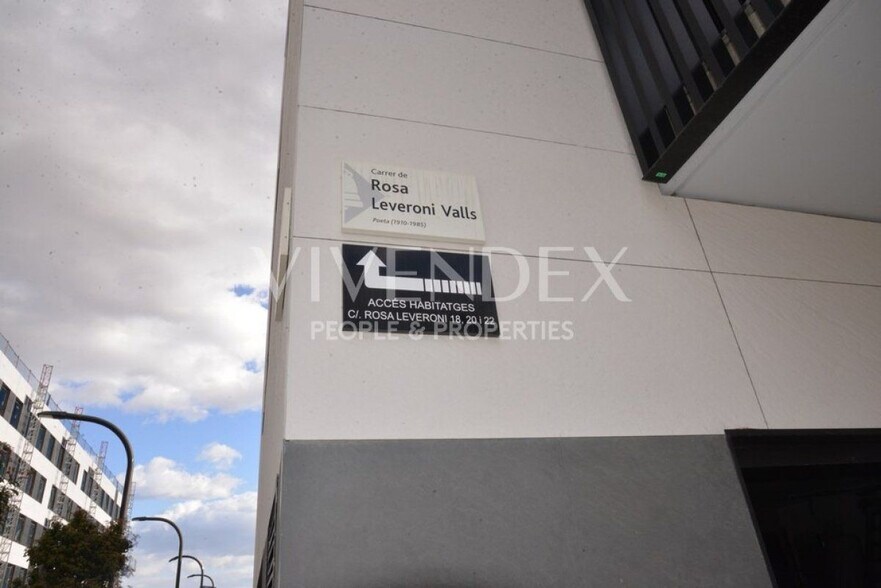 Carrer de
Rosa
Leveroni Valls
Poeta (1910-1985)
VIVENDEX
ACCÉS HABITATGES
C/. ROSA LEVERONI 18, 20 i 22
PEOPLE & PROPERTIES